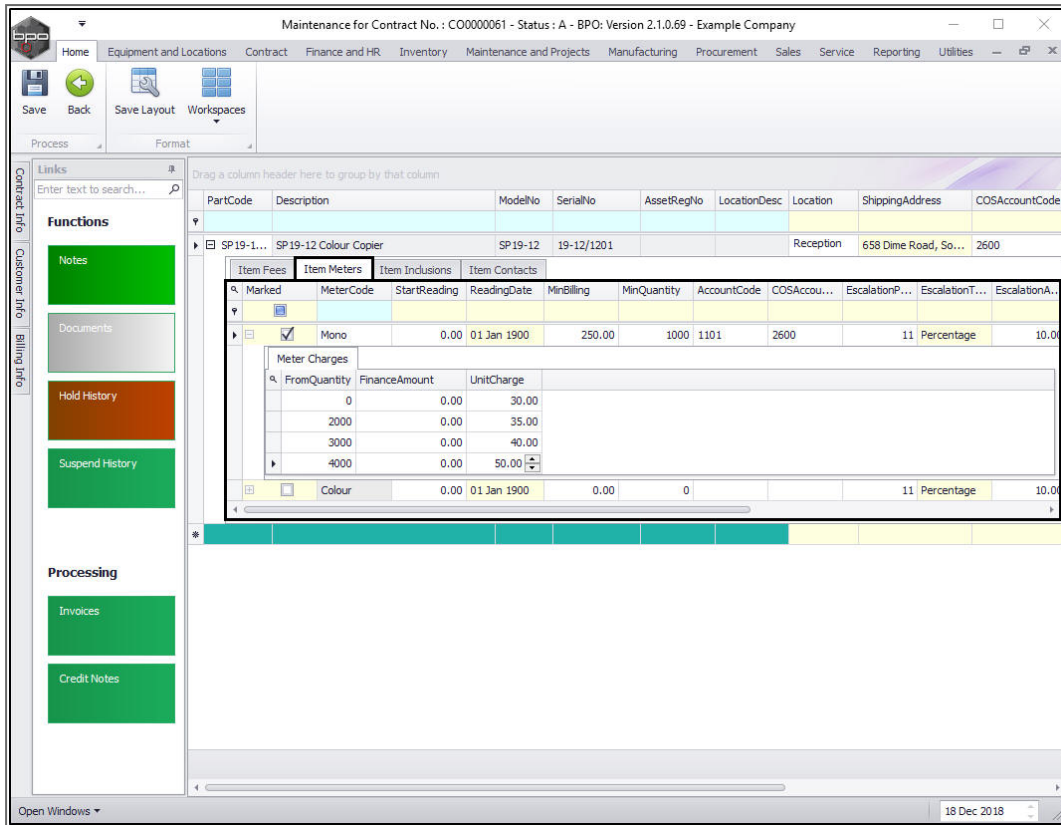 bpo
Maintenance for Contract No. : CO0000061 - Status : A - BPO: Version 2.1.0.69 - Example Company
Home Equipment and Locations Contract Finance and HR Inventory Maintenance and Projects Manufacturing Procurement Sales Service Reporting Utilities
Save Back Save Layout Workspaces
Process Format
Contract Info
Customer Info
Billing Info
Links
Enter text to search...
Functions
Notes
Documents
Hold History
Suspend History
Processing
Invoices
Credit Notes
Drag a column header here to group by that column
PartCode Description ModelNo SerialNo AssetRegNo LocationDesc Location ShippingAddress COSAccountCode
SP19-1... SP19-12 Colour Copier SP19-12 19-12/1201 Reception 658 Dime Road, So... 2600
Item Fees Item Meters Item Inclusions Item Contacts
Marked MeterCode StartReading ReadingDate MinBilling MinQuantity AccountCode COSAccou... EscalationP... EscalationT... EscalationA...
Mono 0.00 01 Jan 1900 250.00 1000 1101 2600 11 Percentage 10.00
Meter Charges
FromQuantity FinanceAmount UnitCharge
0 0.00 30.00
2000 0.00 35.00
3000 0.00 40.00
4000 0.00 50.00
Colour 0.00 01 Jan 1900 0.00 0 11 Percentage 10.00
Open Windows 18 Dec 2018